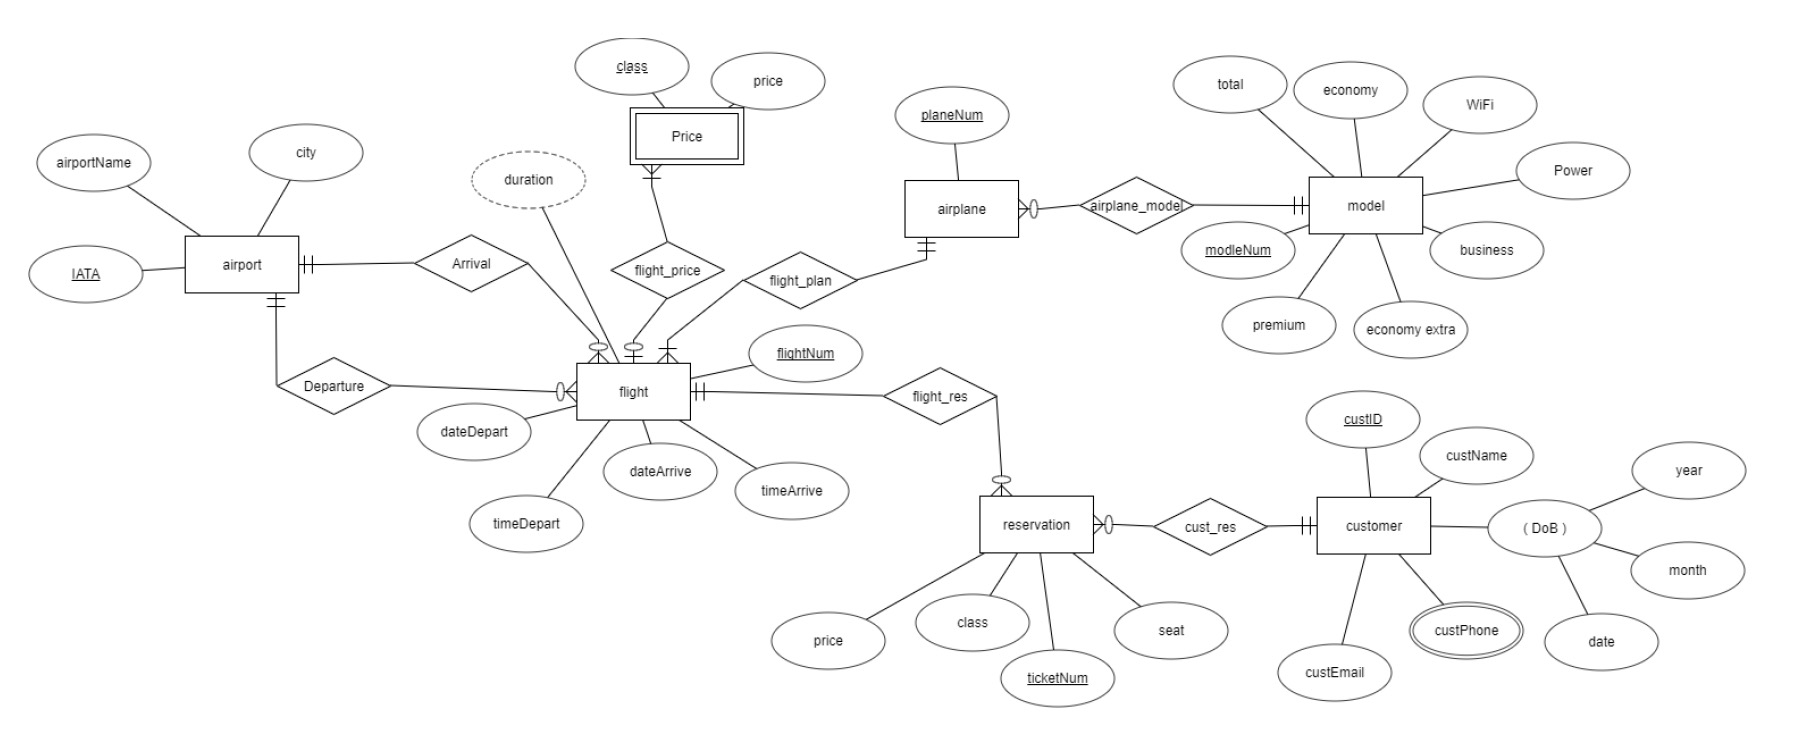 class
price
Price
total
economy
WiFi
planeNum
airportName
city
duration
Power
airplane
airplane_model
model
modleNum
business
airport
IATA
Arrival
flight_price
flight_plan
premium
economy extra
flightNum
Departure
flight
flight_res
dateDepart
dateArrive
timeArrive
timeDepart
custID
custName
year
reservation
cust_res
customer
( DoB )
month
price
class
seat
custPhone
date
ticketNum
custEmail